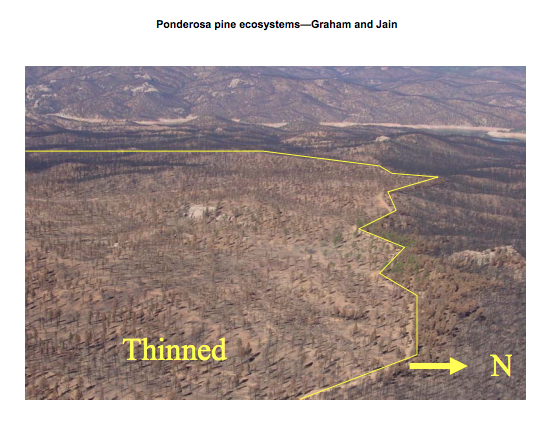 Ponderosa pine ecosystems—Graham and Jain
Thinned
N